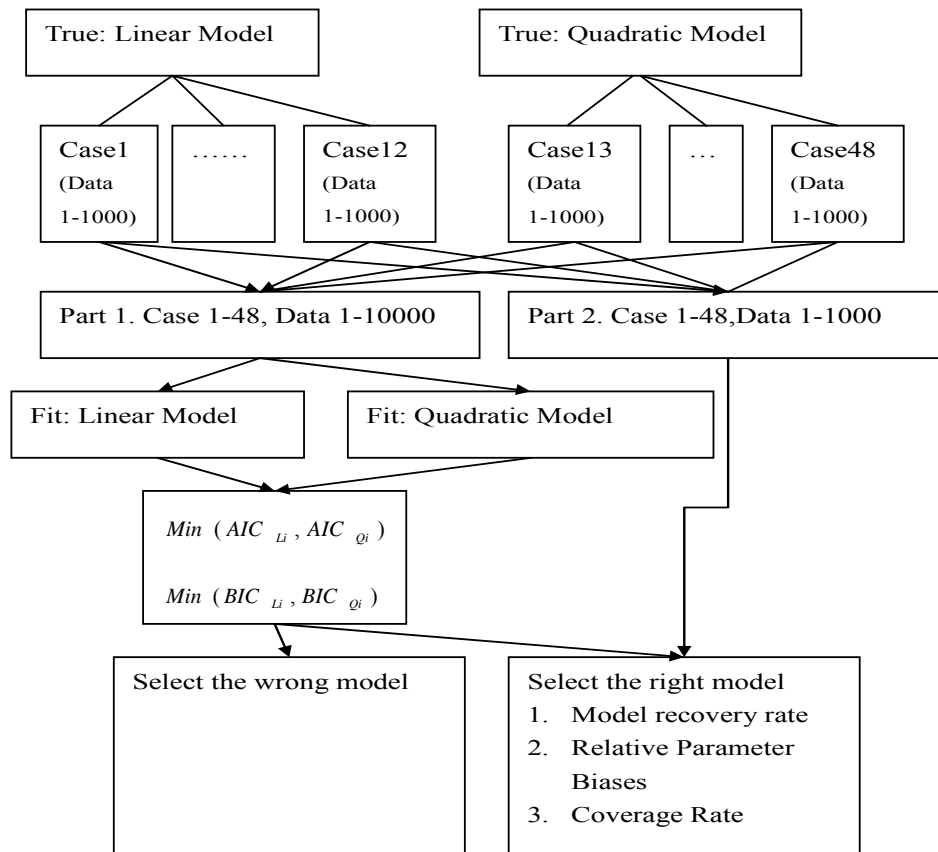 True: Linear Model
True: Quadratic Model
Case1
(Data
1-1000)
……
Case12
(Data
1-1000)
Case13
(Data
1-1000)
…
Case48
(Data
1-1000)
Part 1. Case 1-48, Data 1-10000
Part 2. Case 1-48,Data 1-1000
Fit: Linear Model
Fit: Quadratic Model
Min ( AIC Li , AIC Qi )
Min ( BIC Li , BIC Qi )
Select the wrong model
Select the right model
1. Model recovery rate
2. Relative Parameter
Biases
3. Coverage Rate